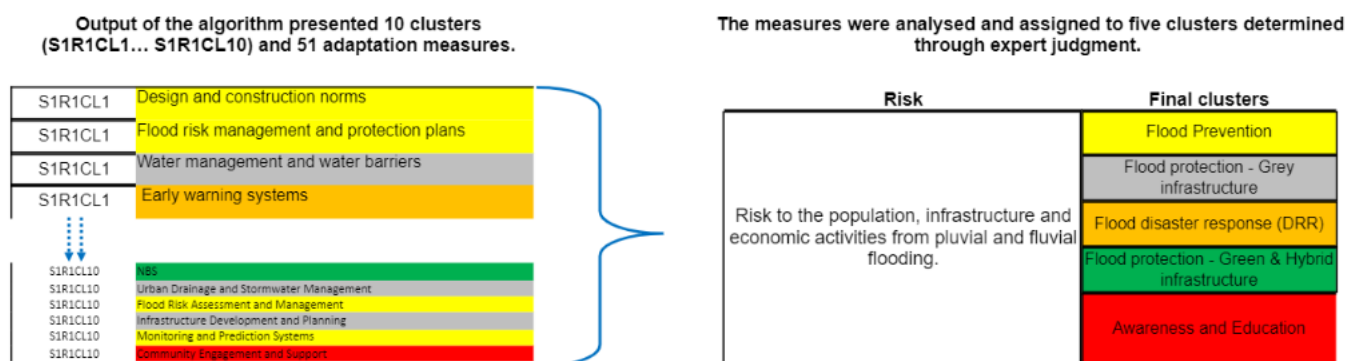 Output of the algorithm presented 10 clusters
(S1R1CL1... S1R1CL10) and 51 adaptation measures.
S1R1CL1 Design and construction norms
S1R1CL1 Flood risk management and protection plans
S1R1CL1 Water management and water barriers
S1R1CL1 Early warning systems
S1R1CL10 NBS
S1R1CL10 Urban Drainage and Stormwater Management
S1R1CL10 Flood Risk Assessment and Management
S1R1CL10 Infrastructure Development and Planning
S1R1CL10 Monitoring and Prediction Systems
S1R1CL10 Community Engagement and Support
The measures were analysed and assigned to five clusters determined
through expert judgment.
Risk
Final clusters
Risk to the population, infrastructure and
economic activities from pluvial and fluvial
flooding.
Flood Prevention
Flood protection - Grey
infrastructure
Flood disaster response (DRR)
Flood protection - Green & Hybrid
infrastructure
Awareness and Education